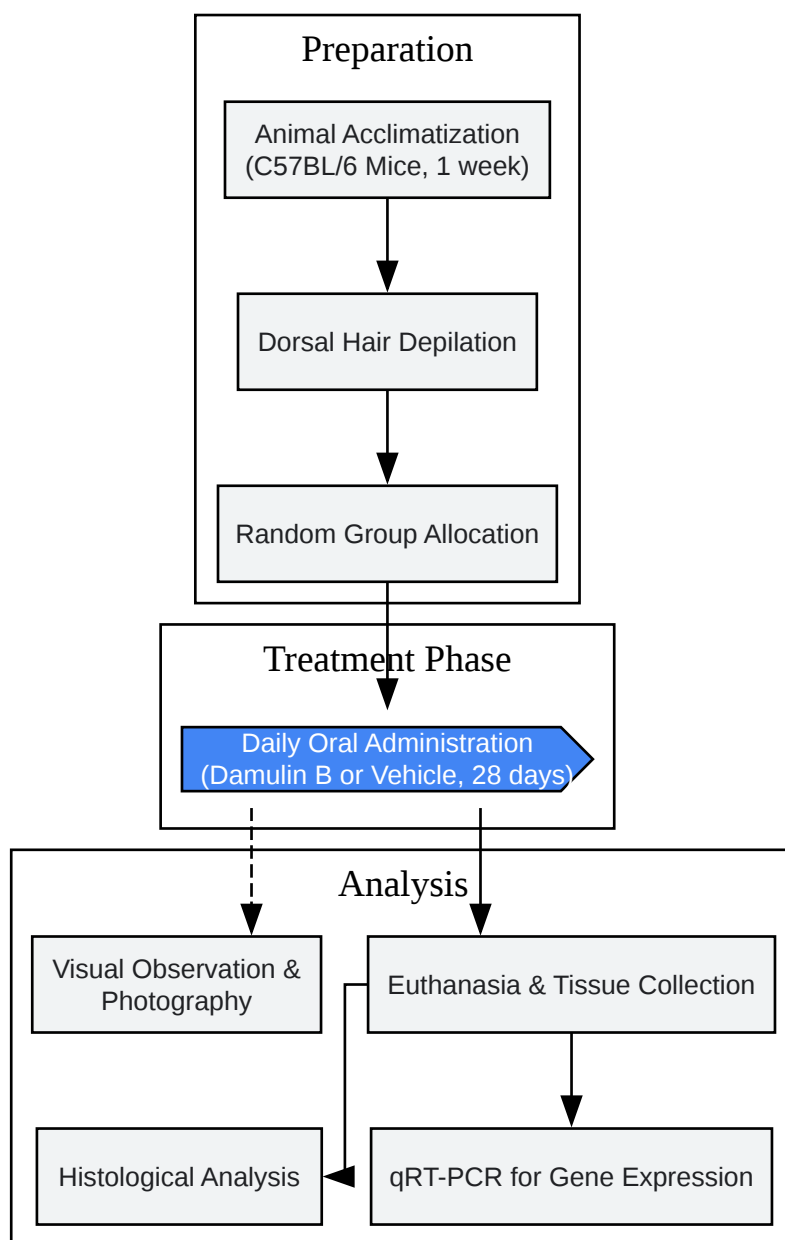 Preparation
Animal Acclimatization
(C57BL/6 Mice, 1 week)
Dorsal Hair Depilation
Random Group Allocation
Treatment Phase
Daily Oral Administration
(Damulin B or Vehicle, 28 days)
Analysis
Visual Observation &
Photography
Euthanasia & Tissue Collection
Histological Analysis
qRT-PCR for Gene Expression